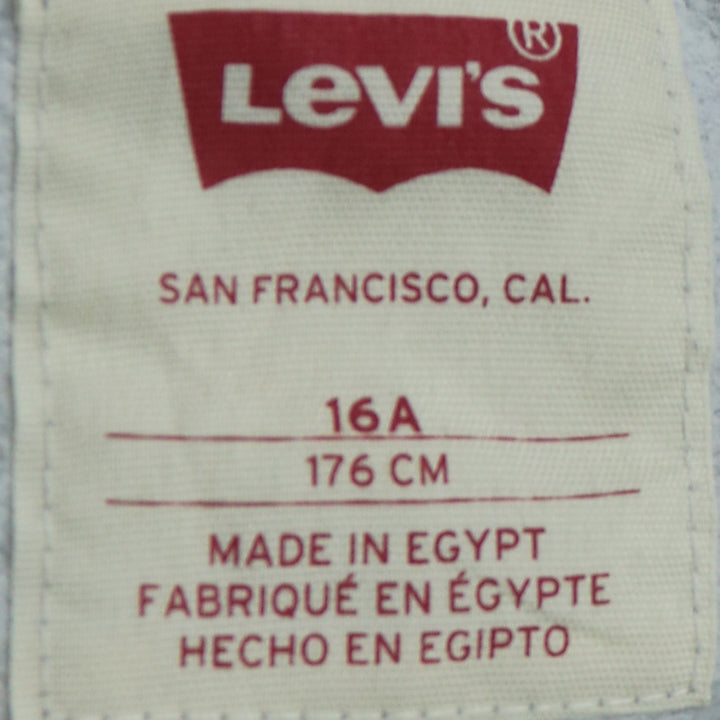 LEVI'S®
SAN FRANCISCO, CAL.
16A
176 CM
MADE IN EGYPT
FABRIQUÉ EN ÉGYPTE
HECHO EN EGIPTO